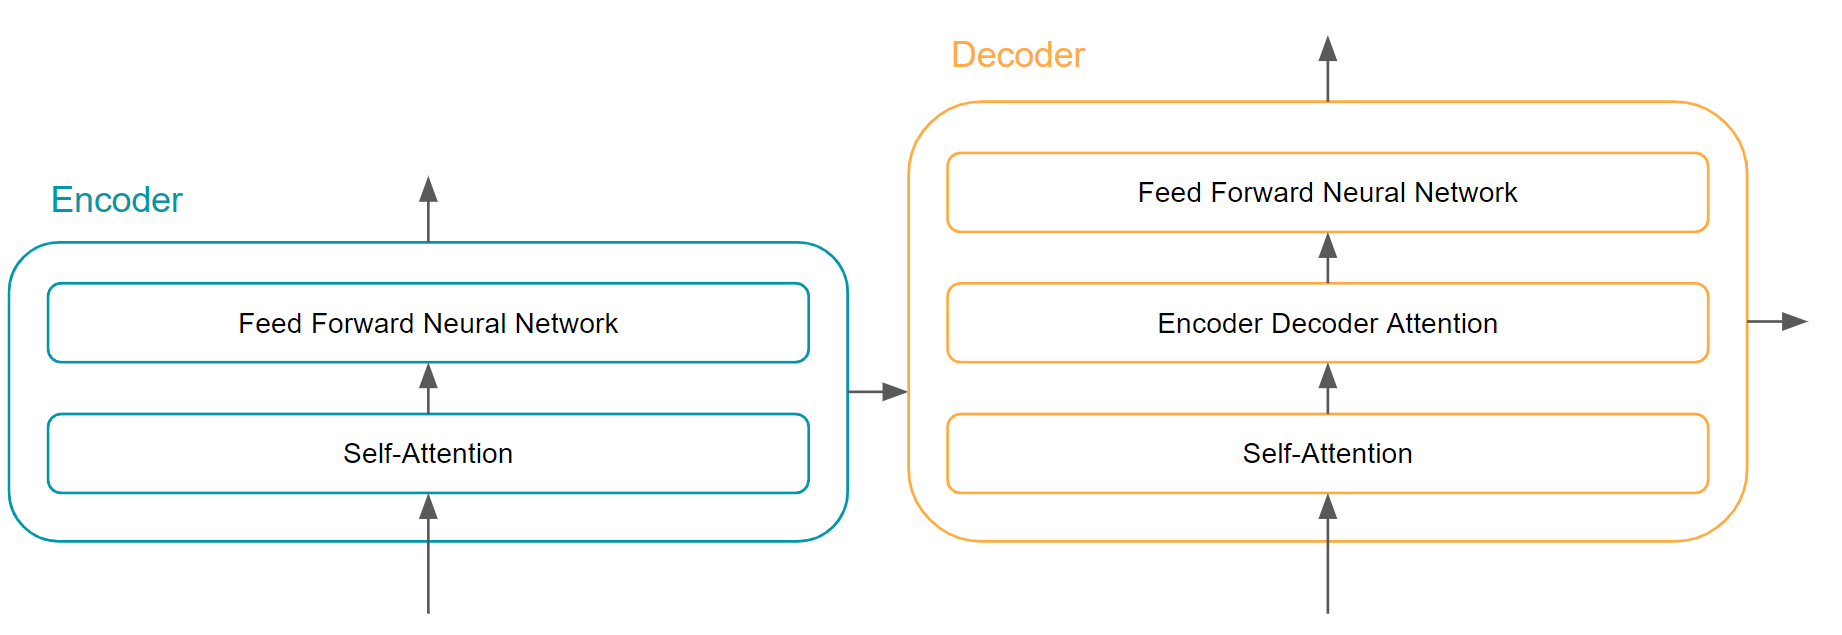 Encoder
Feed Forward Neural Network
Self-Attention
Decoder
Feed Forward Neural Network
Encoder Decoder Attention
Self-Attention